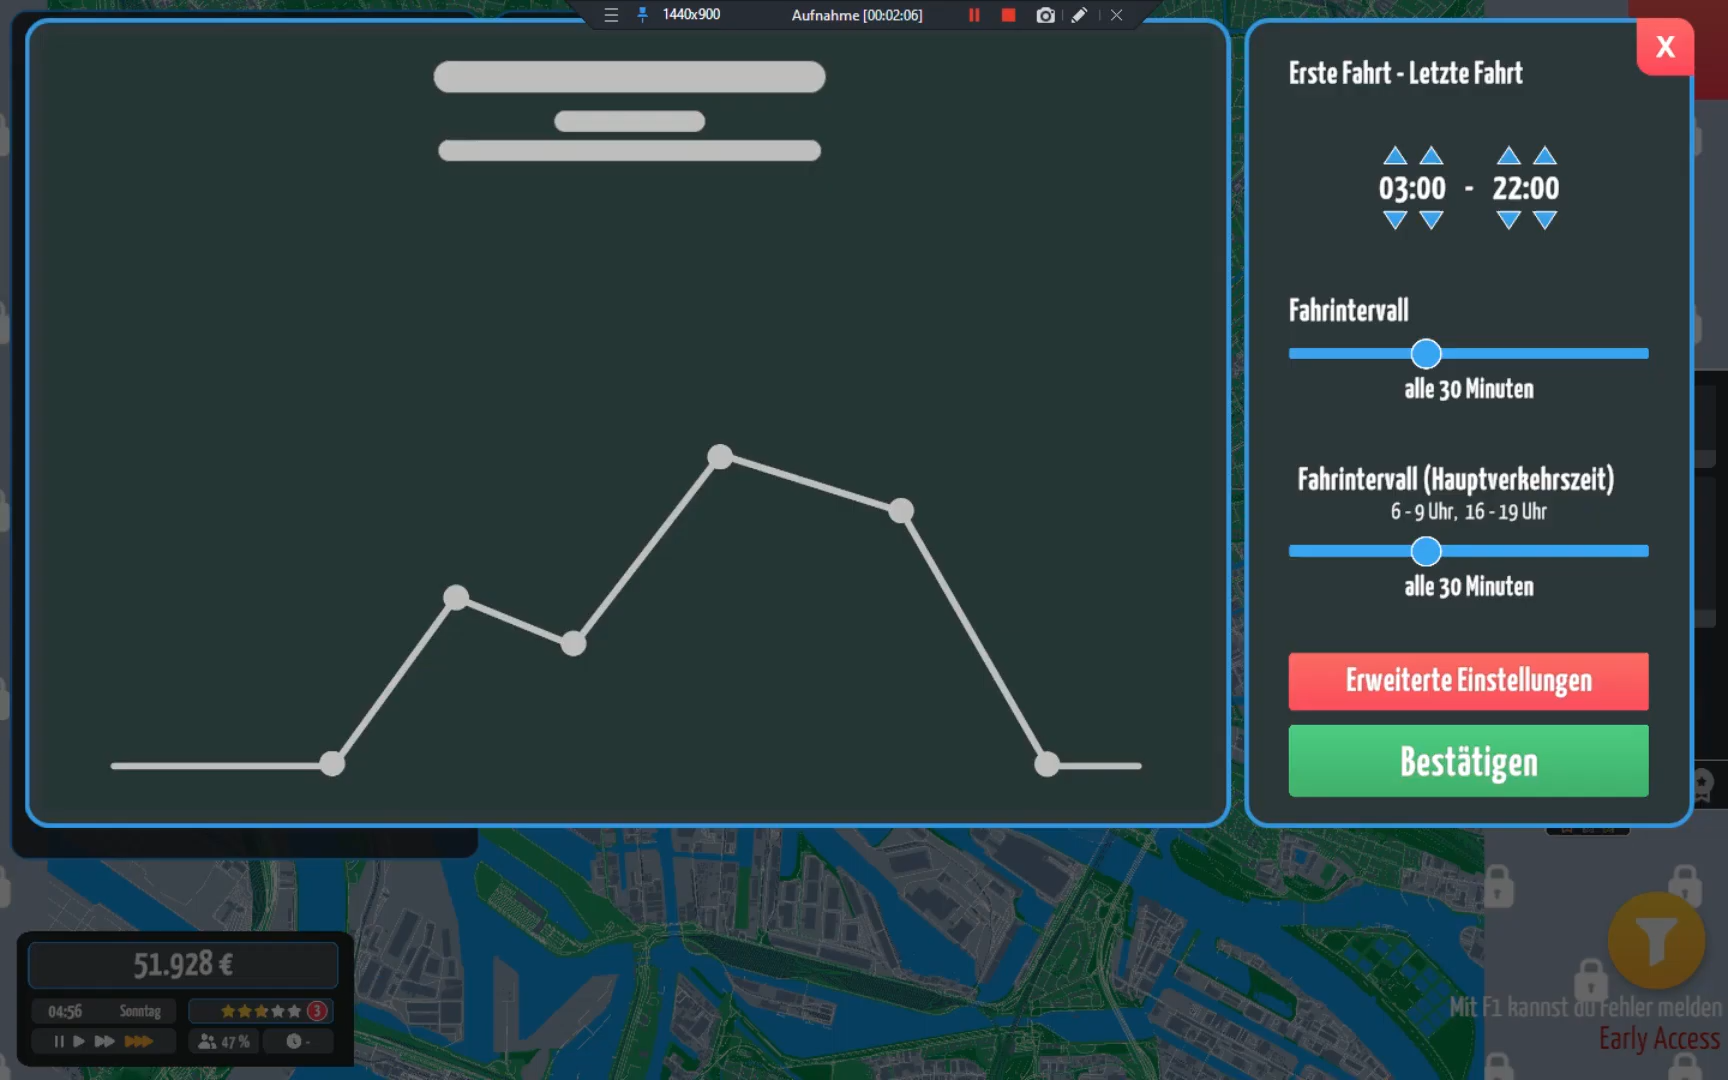 1440x900
Aufnahme [00:02:06]
X
Erste Fahrt - Letzte Fahrt
03:00 - 22:00
Fahrintervall
alle 30 Minuten
Fahrintervall (Hauptverkehrszeit)
6 - 9 Uhr, 16 - 19 Uhr
alle 30 Minuten
Erweiterte Einstellungen
Bestätigen
51.928 €
04:56 Sonntag 3
47 % -
Mit F1 kannst du Fehler melden
Early Access